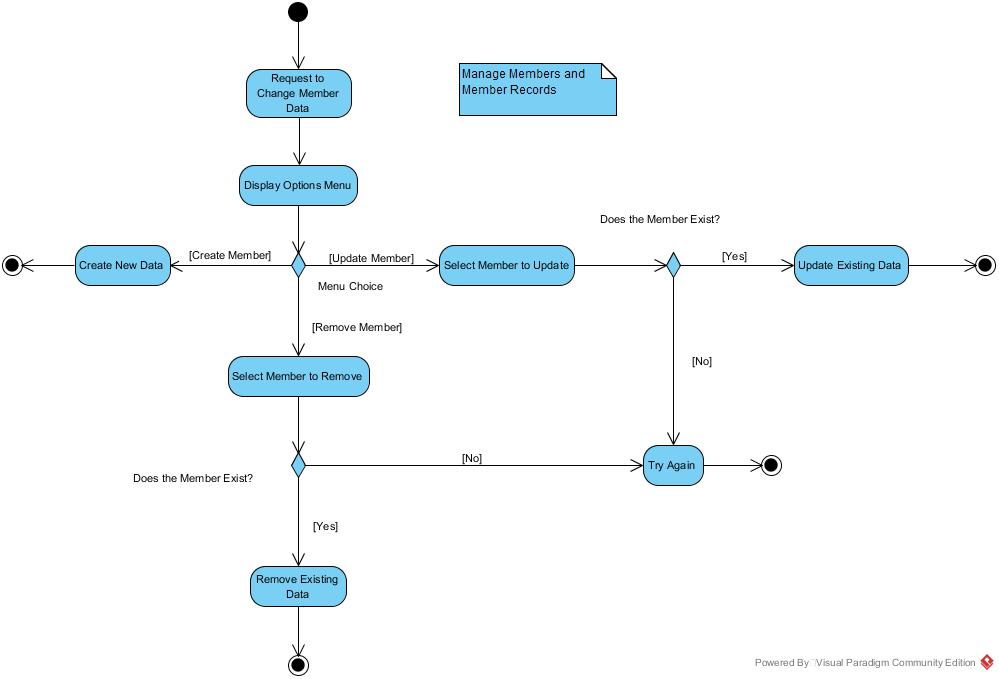 Request to
Change Member
Data
Manage Members and
Member Records
Display Options Menu
Does the Member Exist?
Create New Data
[Create Member]
[Update Member]
Select Member to Update
[Yes]
Update Existing Data
Menu Choice
[Remove Member]
[No]
Select Member to Remove
Does the Member Exist?
[No]
Try Again
[Yes]
Remove Existing
Data
Powered By Visual Paradigm Community Edition